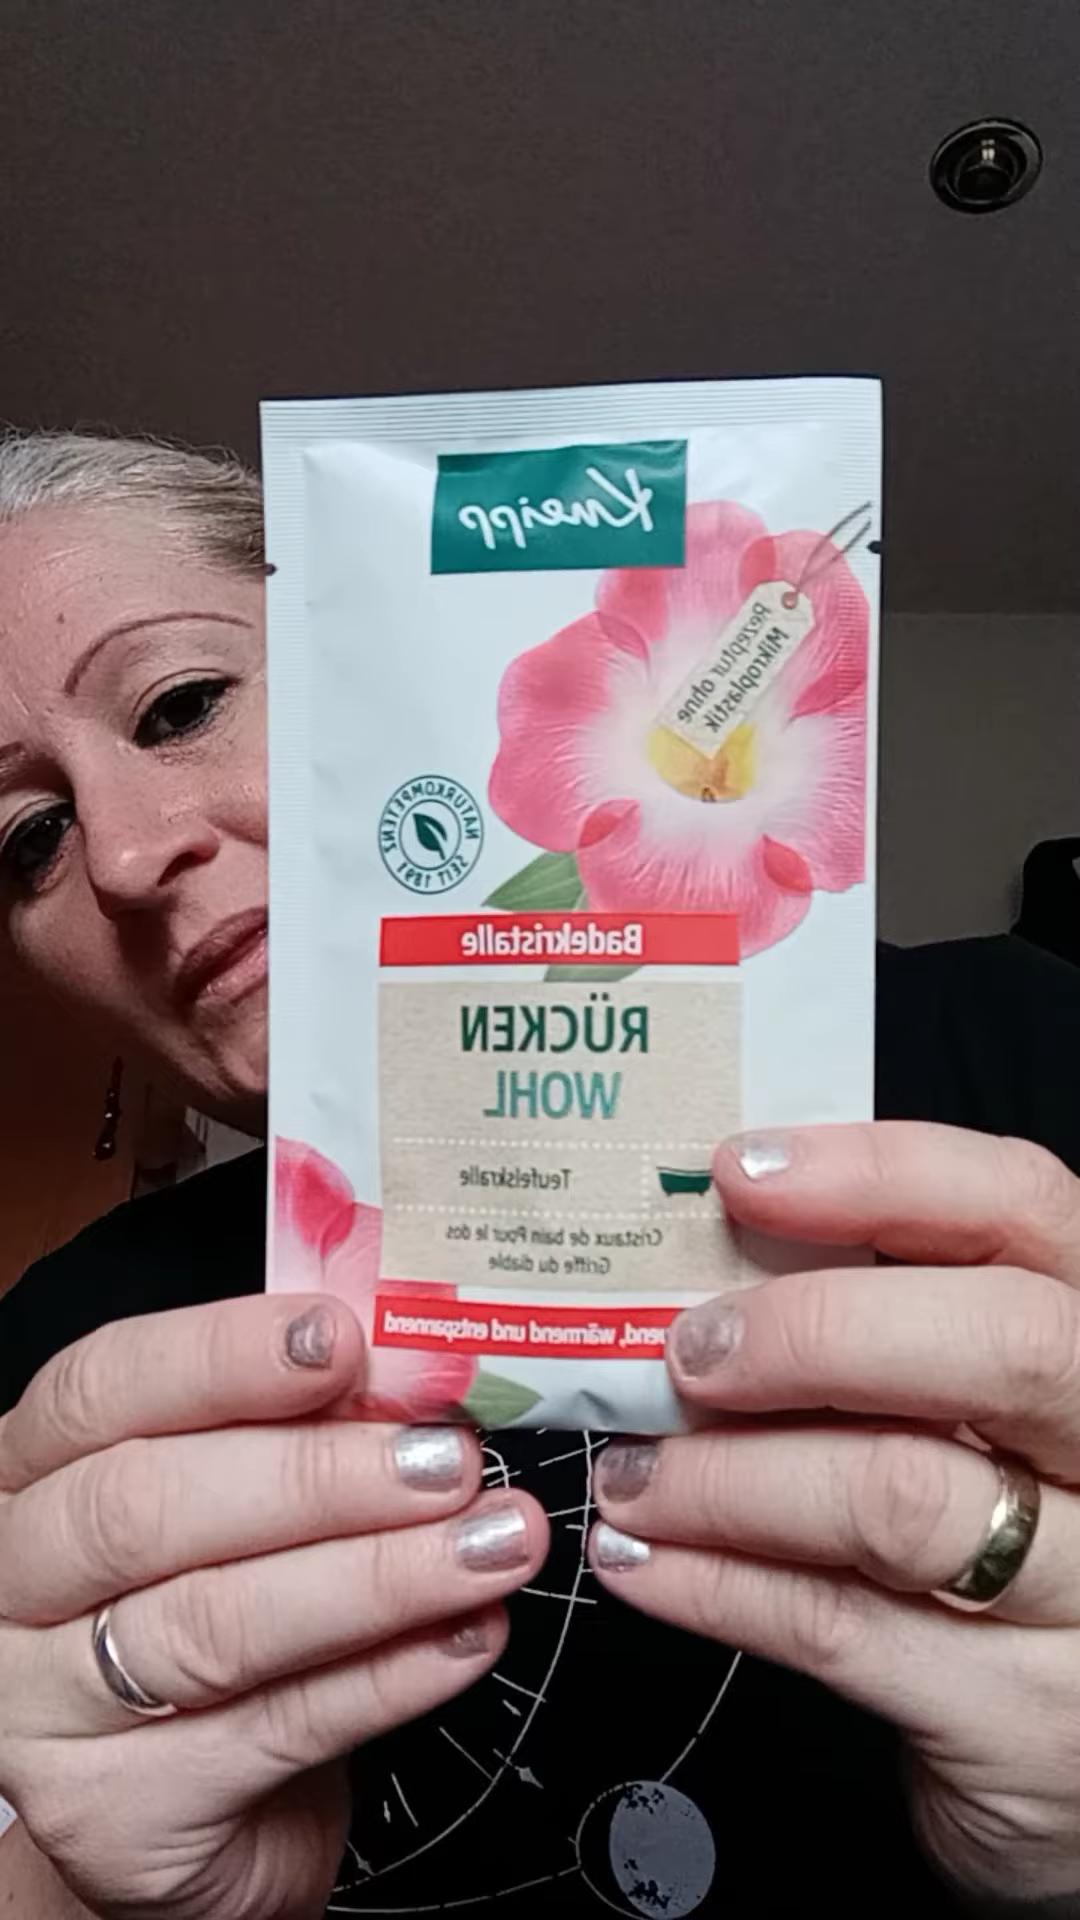 Kneipp
Rezeptur ohne
Mikroplastik
NATURKOMPETENZ
SEIT 1891
Badekristalle
RÜCKEN
WOHL
Teufelskralle
Cristaux de bain Pour le dos
Griffe du diable
wärmend und entspannend